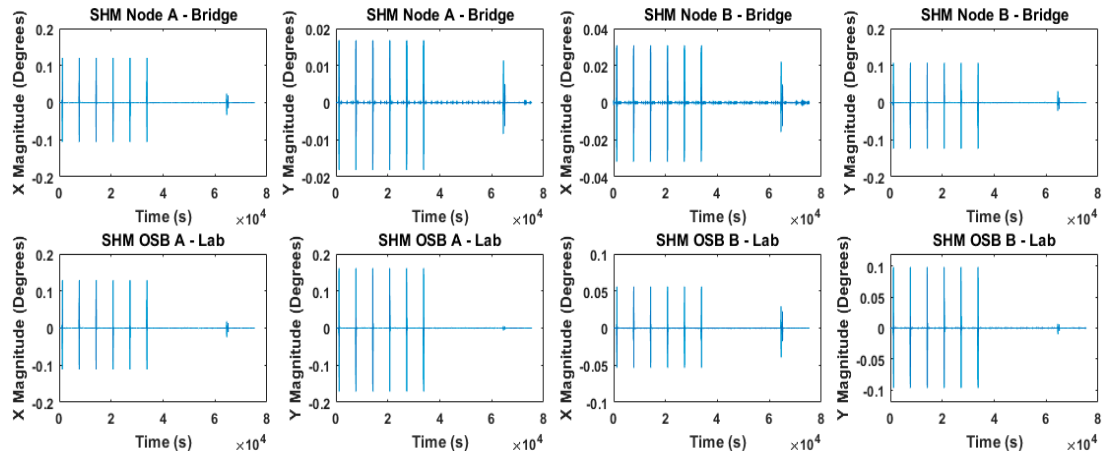 SHM Node A - Bridge
X Magnitude (Degrees)
0.2
0.1
0
-0.1
-0.2
0 2 4 6 8
Time (s) ×10^4
SHM Node A - Bridge
Y Magnitude (Degrees)
0.02
0.01
0
-0.01
-0.02
0 2 4 6 8
Time (s) ×10^4
SHM Node B - Bridge
X Magnitude (Degrees)
0.04
0.02
0
-0.02
-0.04
0 2 4 6 8
Time (s) ×10^4
SHM Node B - Bridge
Y Magnitude (Degrees)
0.2
0.1
0
-0.1
-0.2
0 2 4 6 8
Time (s) ×10^4
SHM OSB A - Lab
X Magnitude (Degrees)
0.2
0.1
0
-0.1
-0.2
0 2 4 6 8
Time (s) ×10^4
SHM OSB A - Lab
Y Magnitude (Degrees)
0.2
0.1
0
-0.1
-0.2
0 2 4 6 8
Time (s) ×10^4
SHM OSB B - Lab
X Magnitude (Degrees)
0.1
0.05
0
-0.05
-0.1
0 2 4 6 8
Time (s) ×10^4
SHM OSB B - Lab
Y Magnitude (Degrees)
0.1
0.05
0
-0.05
-0.1
0 2 4 6 8
Time (s) ×10^4